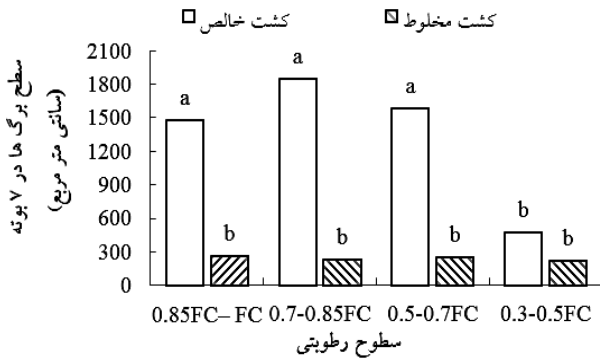 کشت خالص
کشت مخلوط
سطح برگ ها در ۷ بوته
(سانتی متر مربع)
2100
1800
1500
1200
900
600
300
0
a
b
a
b
a
b
b
b
0.85FC– FC 0.7-0.85FC 0.5-0.7FC 0.3-0.5FC
سطوح رطوبتی